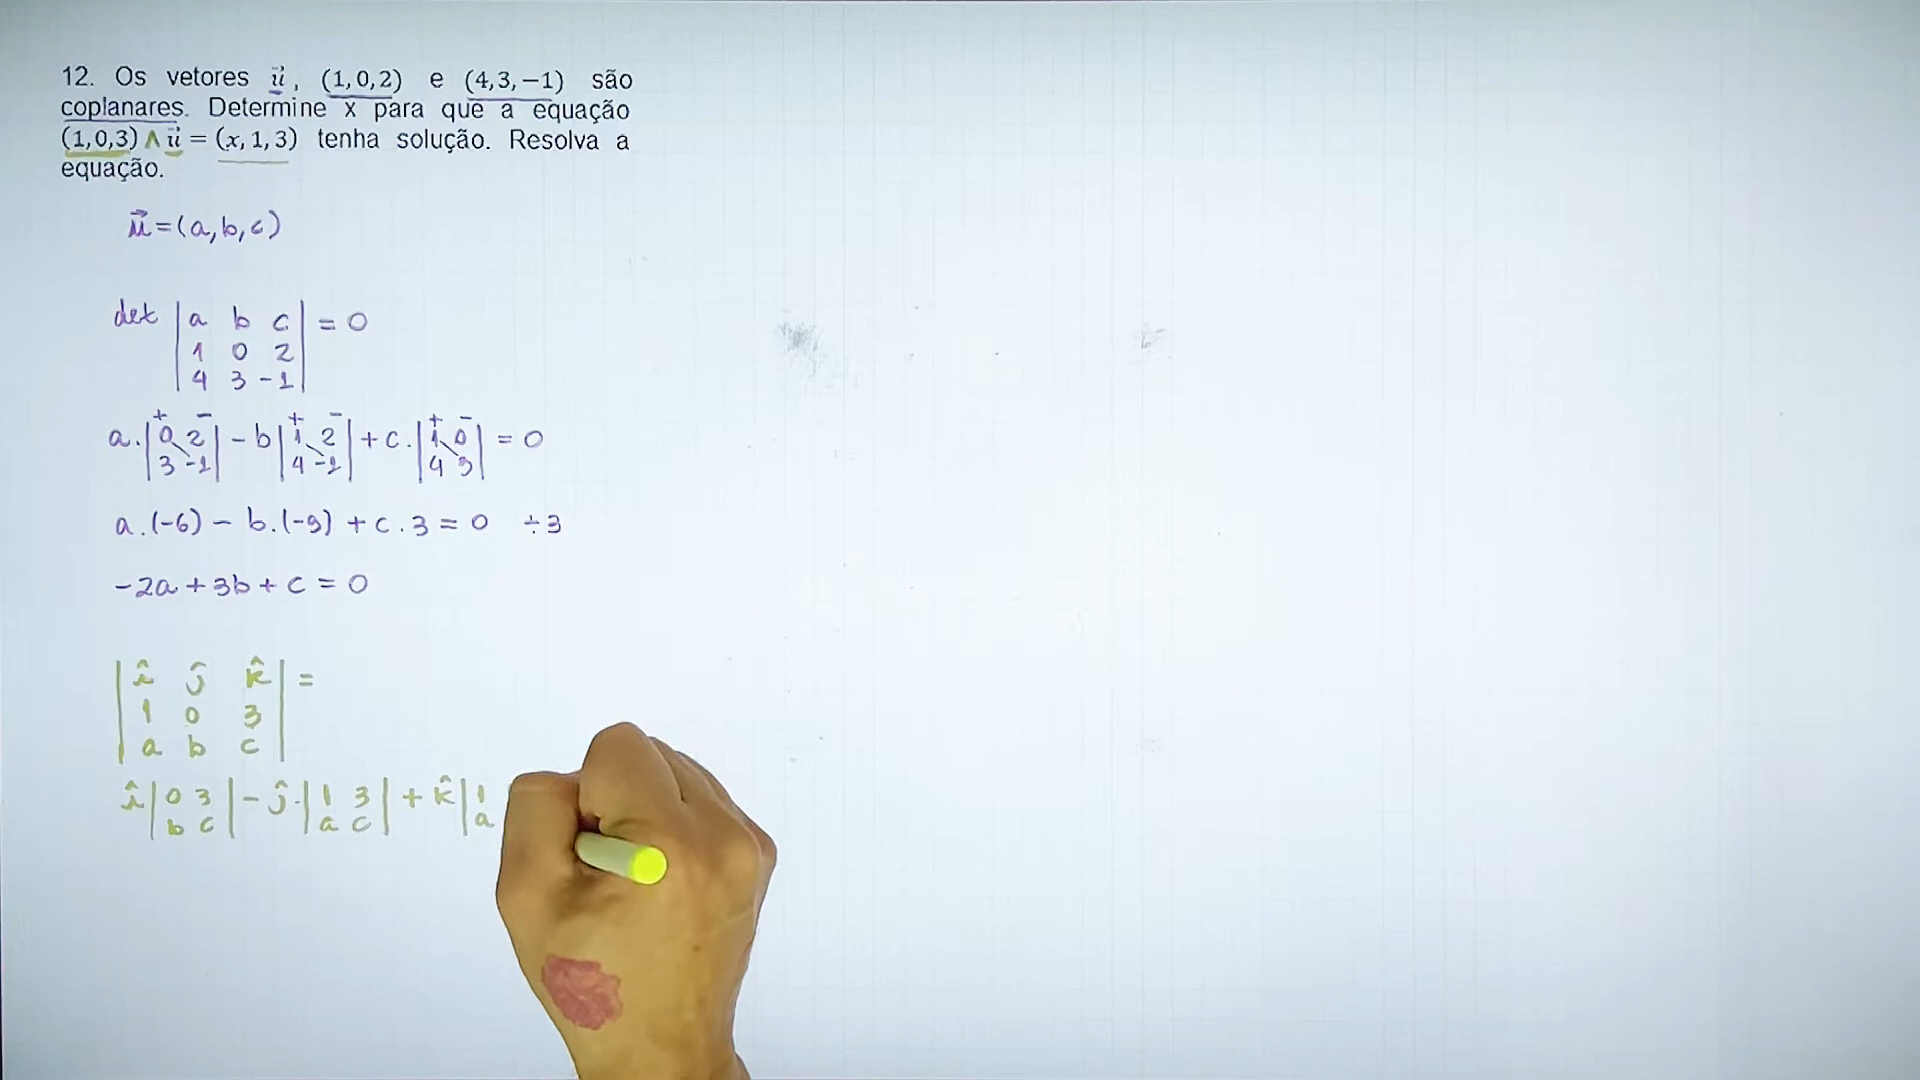 12. Os vetores u⃗, (1,0,2) e (4,3,−1) são
coplanares. Determine x para que a equação
(1,0,3) ∧ u⃗ = (x,1,3) tenha solução. Resolva a
equação.
u⃗ = (a,b,c)
det |a b c| = 0
|1 0 2|
|4 3 -1|
+ - + - + -
a.|0 2| - b|1 2| + c.|1 0| = 0
|3 -1| |4 -1| |4 3|
a.(-6) - b.(-9) + c.3 = 0 ÷3
-2a + 3b + c = 0
|î ĵ k̂| =
|1 0 3|
|a b c|
î|0 3| - ĵ.|1 3| + k̂|1
|b c| |a c| |a